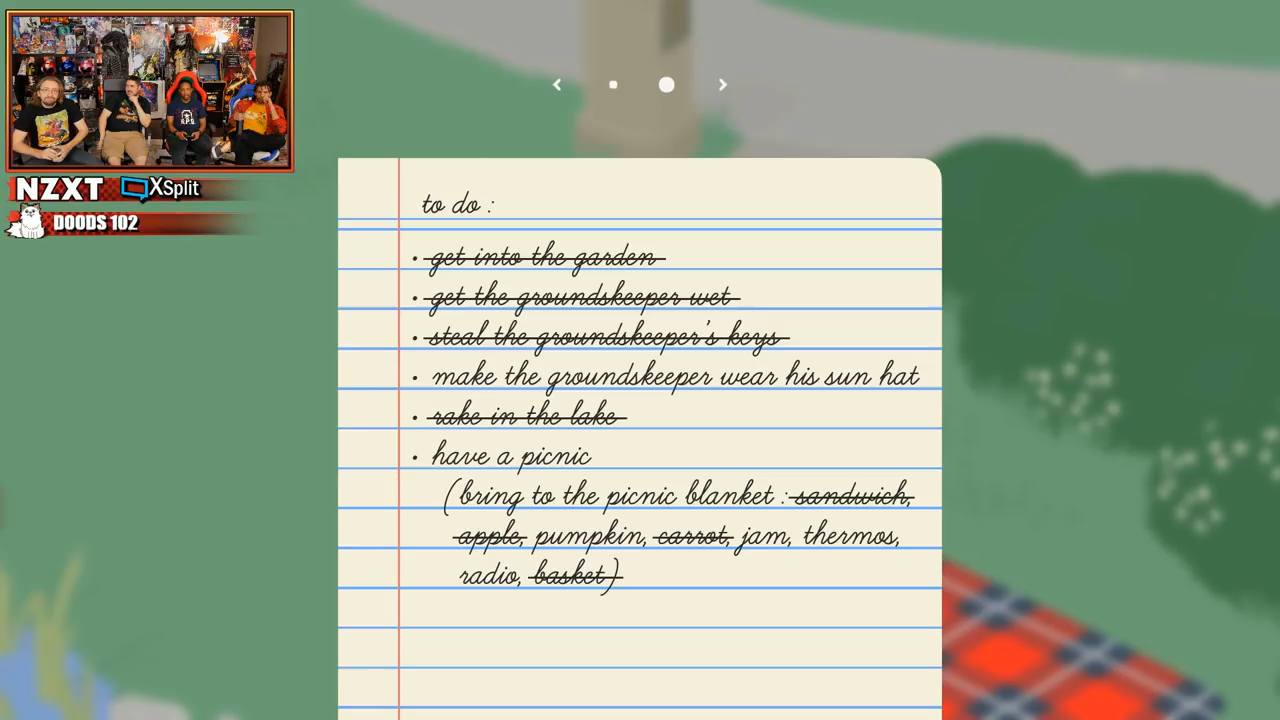 NZXT XSplit
DOODS 102
to do :
• get into the garden
• get the groundskeeper wet
• steal the groundskeeper's keys
• make the groundskeeper wear his sun hat
• rake in the lake
• have a picnic
(bring to the picnic blanket : sandwich,
apple, pumpkin, carrot, jam, thermos,
radio, basket)